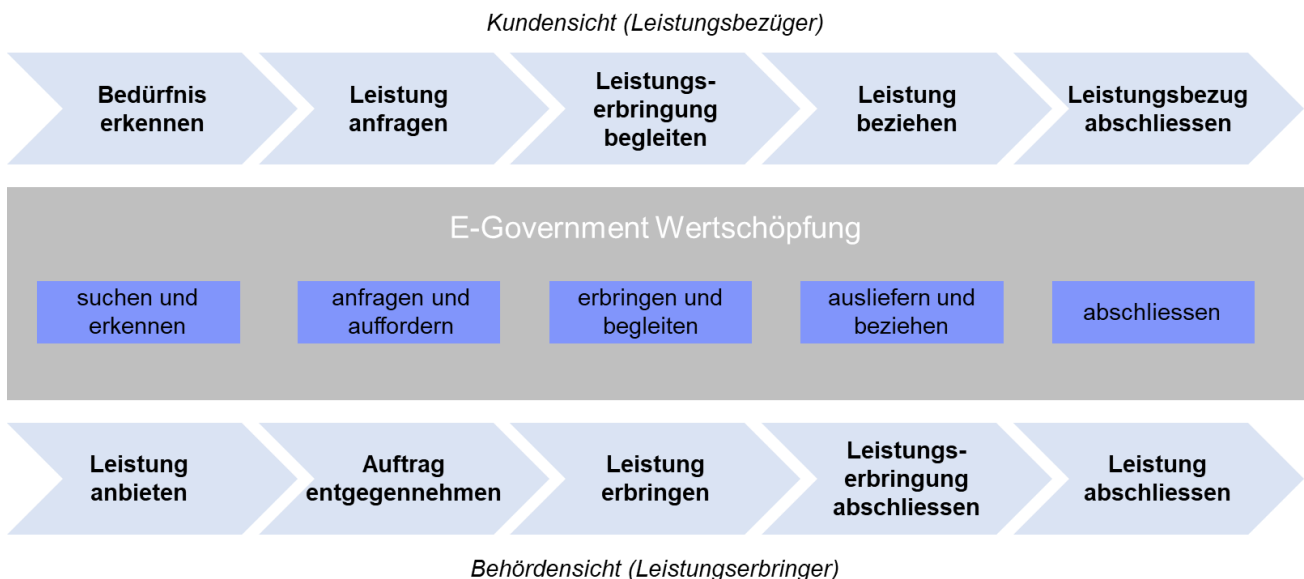 Kundensicht (Leistungsbezüger)
Bedürfnis
erkennen
Leistung
anfragen
Leistungs-
erbringung
begleiten
Leistung
beziehen
Leistungsbezug
abschliessen
E-Government Wertschöpfung
suchen und
erkennen
anfragen und
auffordern
erbringen und
begleiten
ausliefern und
beziehen
abschliessen
Leistung
anbieten
Auftrag
entgegennehmen
Leistung
erbringen
Leistungs-
erbringung
abschliessen
Leistung
abschliessen
Behördensicht (Leistungserbringer)